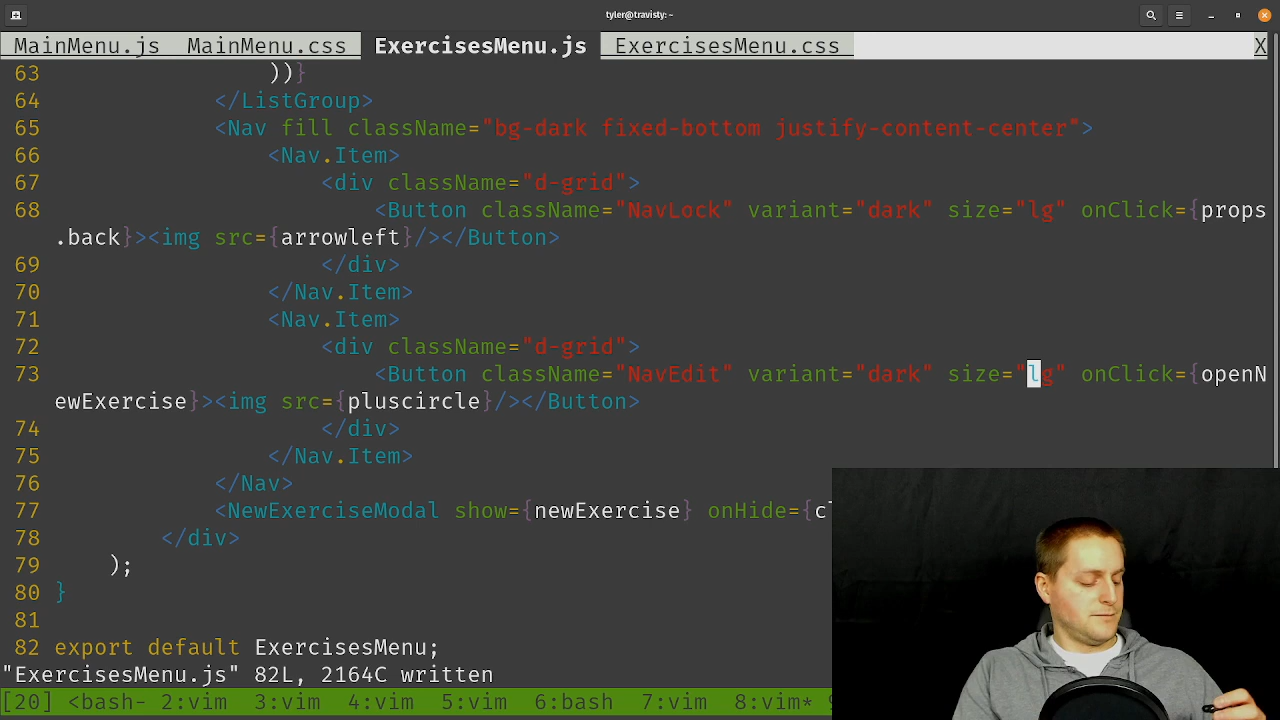 tyler@travisty:~
MainMenu.js MainMenu.css ExercisesMenu.js ExercisesMenu.css X
63 ))}
64 </ListGroup>
65 <Nav fill className="bg-dark fixed-bottom justify-content-center">
66 <Nav.Item>
67 <div className="d-grid">
68 <Button className="NavLock" variant="dark" size="lg" onClick={props
.back}><img src={arrowleft}/></Button>
69 </div>
70 </Nav.Item>
71 <Nav.Item>
72 <div className="d-grid">
73 <Button className="NavEdit" variant="dark" size="lg" onClick={openN
ewExercise}><img src={pluscircle}/></Button>
74 </div>
75 </Nav.Item>
76 </Nav>
77 <NewExerciseModal show={newExercise} onHide={cl
78 </div>
79 );
80 }
81
82 export default ExercisesMenu;
"ExercisesMenu.js" 82L, 2164C written
[20] <bash- 2:vim 3:vim 4:vim 5:vim 6:bash 7:vim 8:vim*